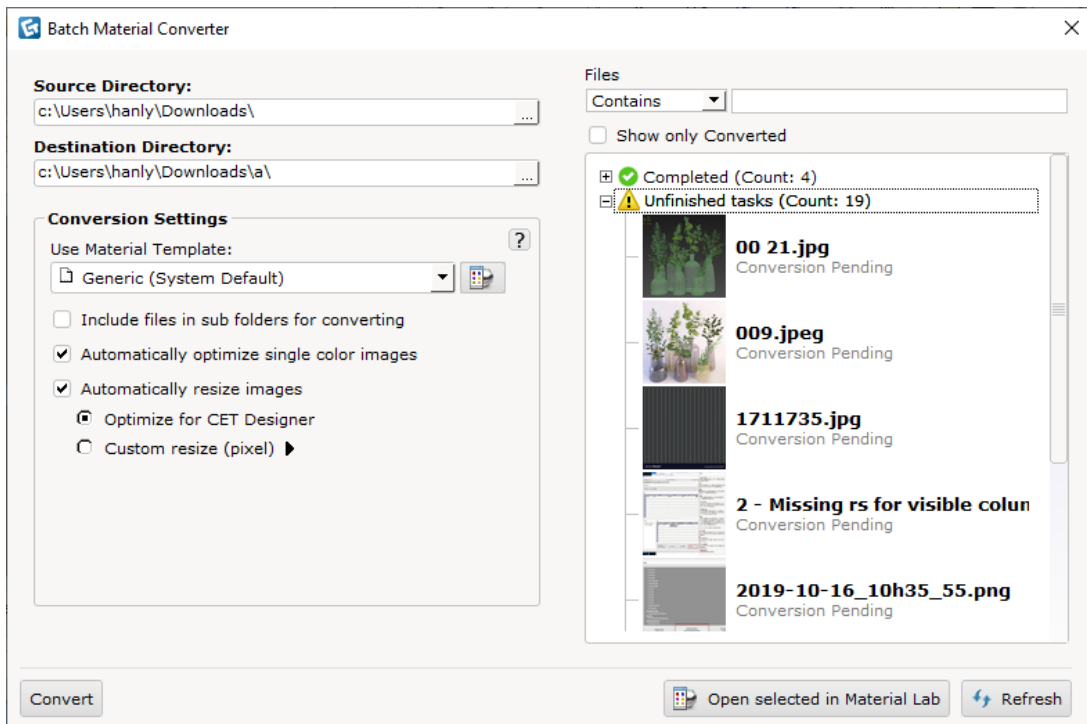 Batch Material Converter
Source Directory:
c:\Users\hanly\Downloads\
...
Destination Directory:
c:\Users\hanly\Downloads\a\
...
Conversion Settings
?
Use Material Template:
Generic (System Default)
Include files in sub folders for converting
Automatically optimize single color images
Automatically resize images
Optimize for CET Designer
Custom resize (pixel)
Files
Contains
Show only Converted
Completed (Count: 4)
Unfinished tasks (Count: 19)
00 21.jpg
Conversion Pending
009.jpeg
Conversion Pending
1711735.jpg
Conversion Pending
2 - Missing rs for visible colun
Conversion Pending
2019-10-16_10h35_55.png
Conversion Pending
Convert
Open selected in Material Lab
Refresh